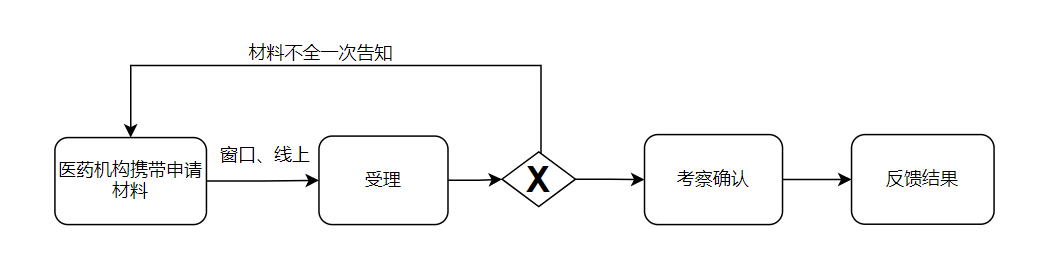 材料不全一次告知
医药机构携带申请
材料
窗口、线上
受理
X
考察确认
反馈结果